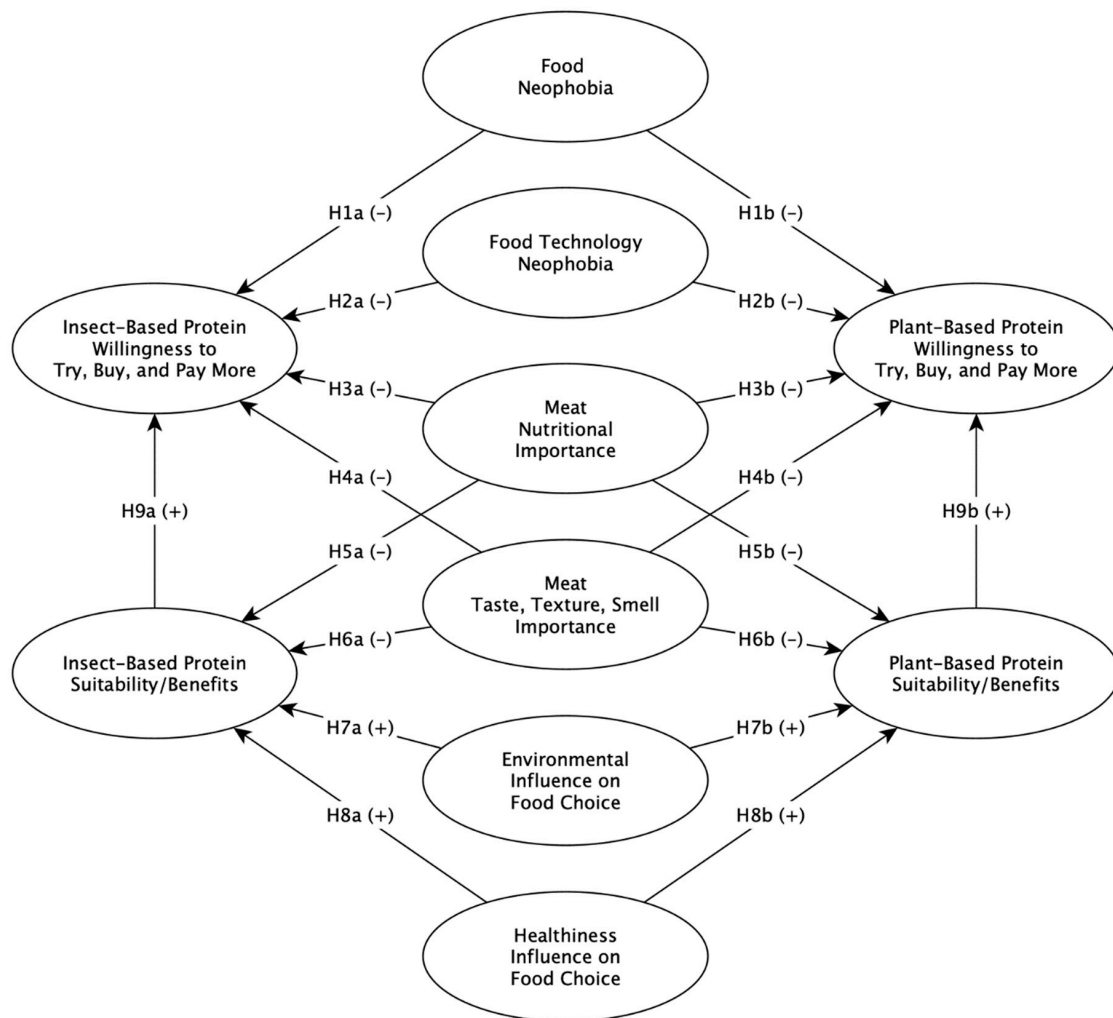 Food
Neophobia
H1a (–)
H1b (–)
Food Technology
Neophobia
H2a (–)
H2b (–)
Insect–Based Protein
Willingness to
Try, Buy, and Pay More
Plant–Based Protein
Willingness to
Try, Buy, and Pay More
H3a (–)
H3b (–)
Meat
Nutritional
Importance
H4a (–)
H4b (–)
H9a (+)
H9b (+)
H5a (–)
H5b (–)
Meat
Taste, Texture, Smell
Importance
H6a (–)
H6b (–)
Insect–Based Protein
Suitability/Benefits
Plant–Based Protein
Suitability/Benefits
H7a (+)
H7b (+)
Environmental
Influence on
Food Choice
H8a (+)
H8b (+)
Healthiness
Influence on
Food Choice